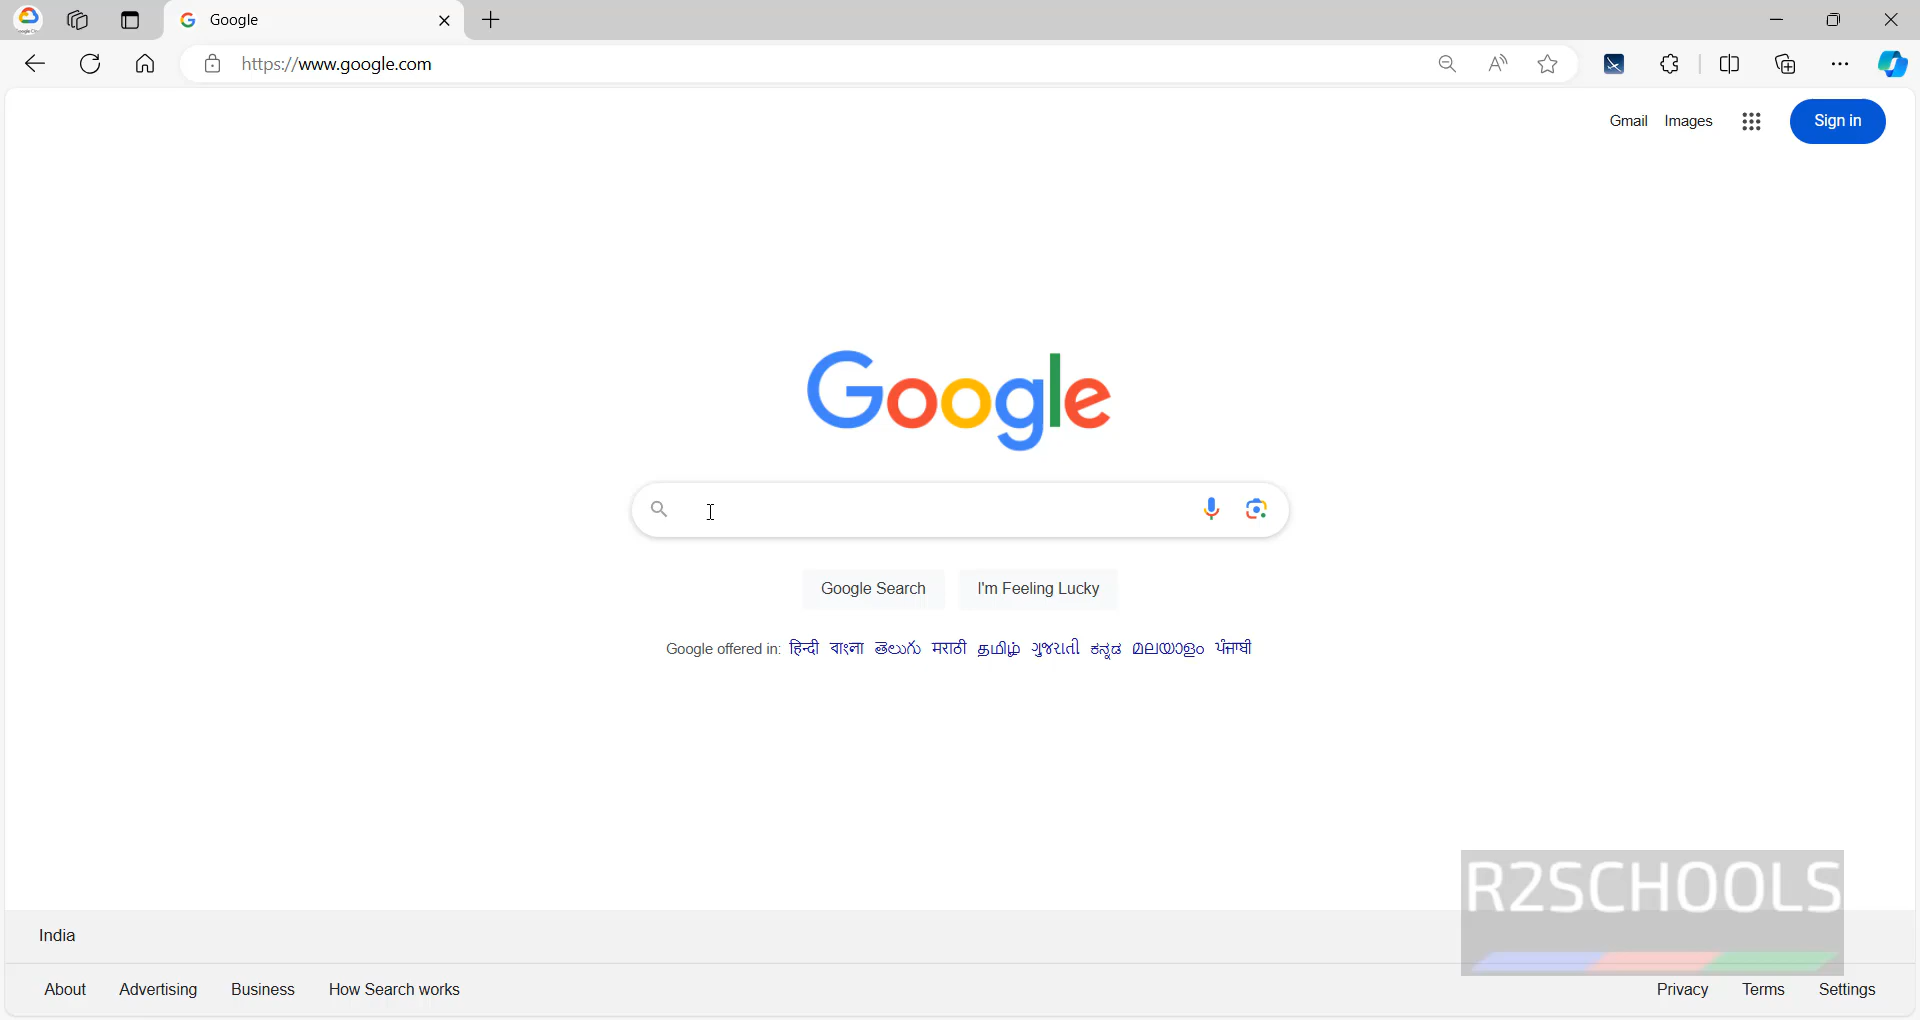 Google
https://www.google.com
Gmail Images Sign in
Google
Google Search I'm Feeling Lucky
Google offered in: हिन्दी বাংলা తెలుగు मराठी தமிழ் ગુજરાતી ಕನ್ನಡ മലയാളം ਪੰਜਾਬੀ
R2SCHOOLS
India
About Advertising Business How Search works Privacy Terms Settings